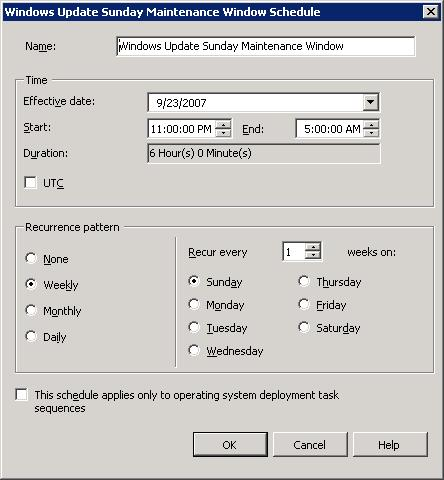 Windows Update Sunday Maintenance Window Schedule
Name: Windows Update Sunday Maintenance Window
Time
Effective date: 9/23/2007
Start: 11:00:00 PM End: 5:00:00 AM
Duration: 6 Hour(s) 0 Minute(s)
UTC
Recurrence pattern
None
Weekly
Monthly
Daily
Recur every 1 weeks on:
Sunday Thursday
Monday Friday
Tuesday Saturday
Wednesday
This schedule applies only to operating system deployment task
sequences
OK Cancel Help